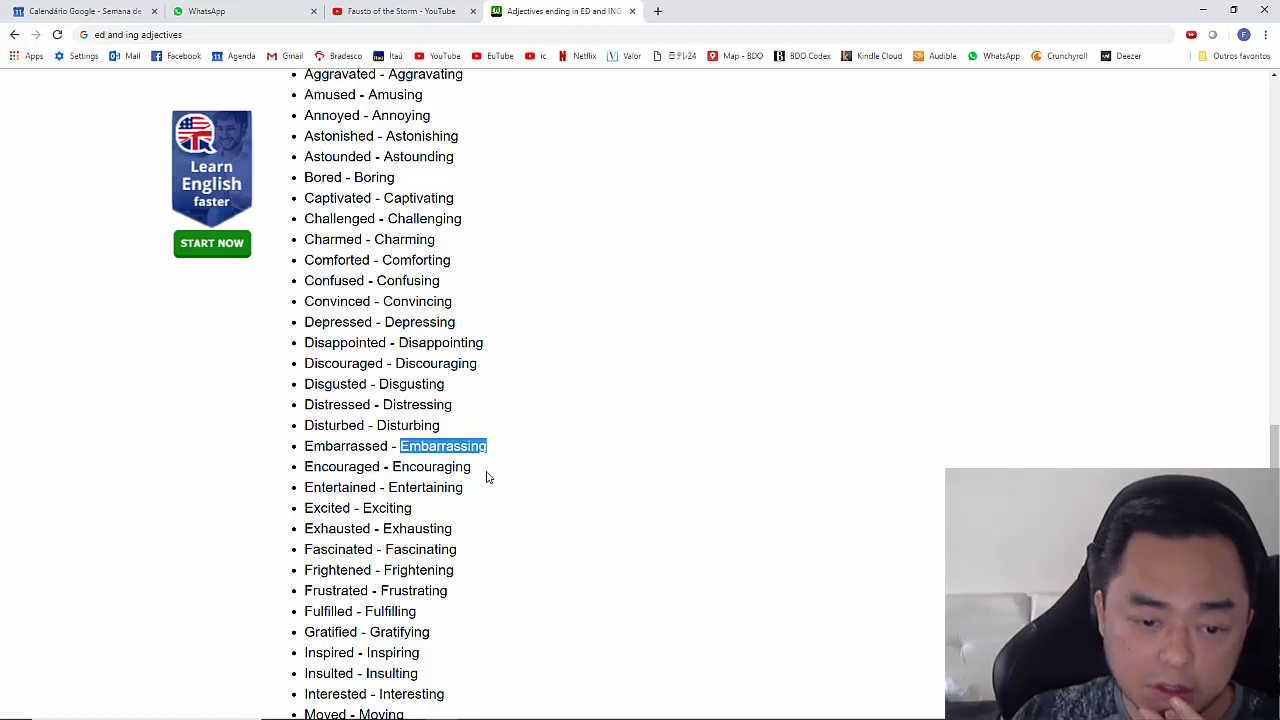 Calendário Google - Semana de
WhatsApp
Fausto of the Storm - YouTube
Adjectives ending in ED and ING
ed and ing adjectives
F
Apps
Settings
Mail
Facebook
Agenda
Gmail
Bradesco
Itaú
YouTube
EuTube
ic
Netflix
Valor
Map - BDO
BDO Codex
Kindle Cloud
Audible
WhatsApp
Crunchyroll
Deezer
Outros favoritos
Learn
English
faster
START NOW
Aggravated - Aggravating
Amused - Amusing
Annoyed - Annoying
Astonished - Astonishing
Astounded - Astounding
Bored - Boring
Captivated - Captivating
Challenged - Challenging
Charmed - Charming
Comforted - Comforting
Confused - Confusing
Convinced - Convincing
Depressed - Depressing
Disappointed - Disappointing
Discouraged - Discouraging
Disgusted - Disgusting
Distressed - Distressing
Disturbed - Disturbing
Embarrassed - Embarrassing
Encouraged - Encouraging
Entertained - Entertaining
Excited - Exciting
Exhausted - Exhausting
Fascinated - Fascinating
Frightened - Frightening
Frustrated - Frustrating
Fulfilled - Fulfilling
Gratified - Gratifying
Inspired - Inspiring
Insulted - Insulting
Interested - Interesting
Moved - Moving